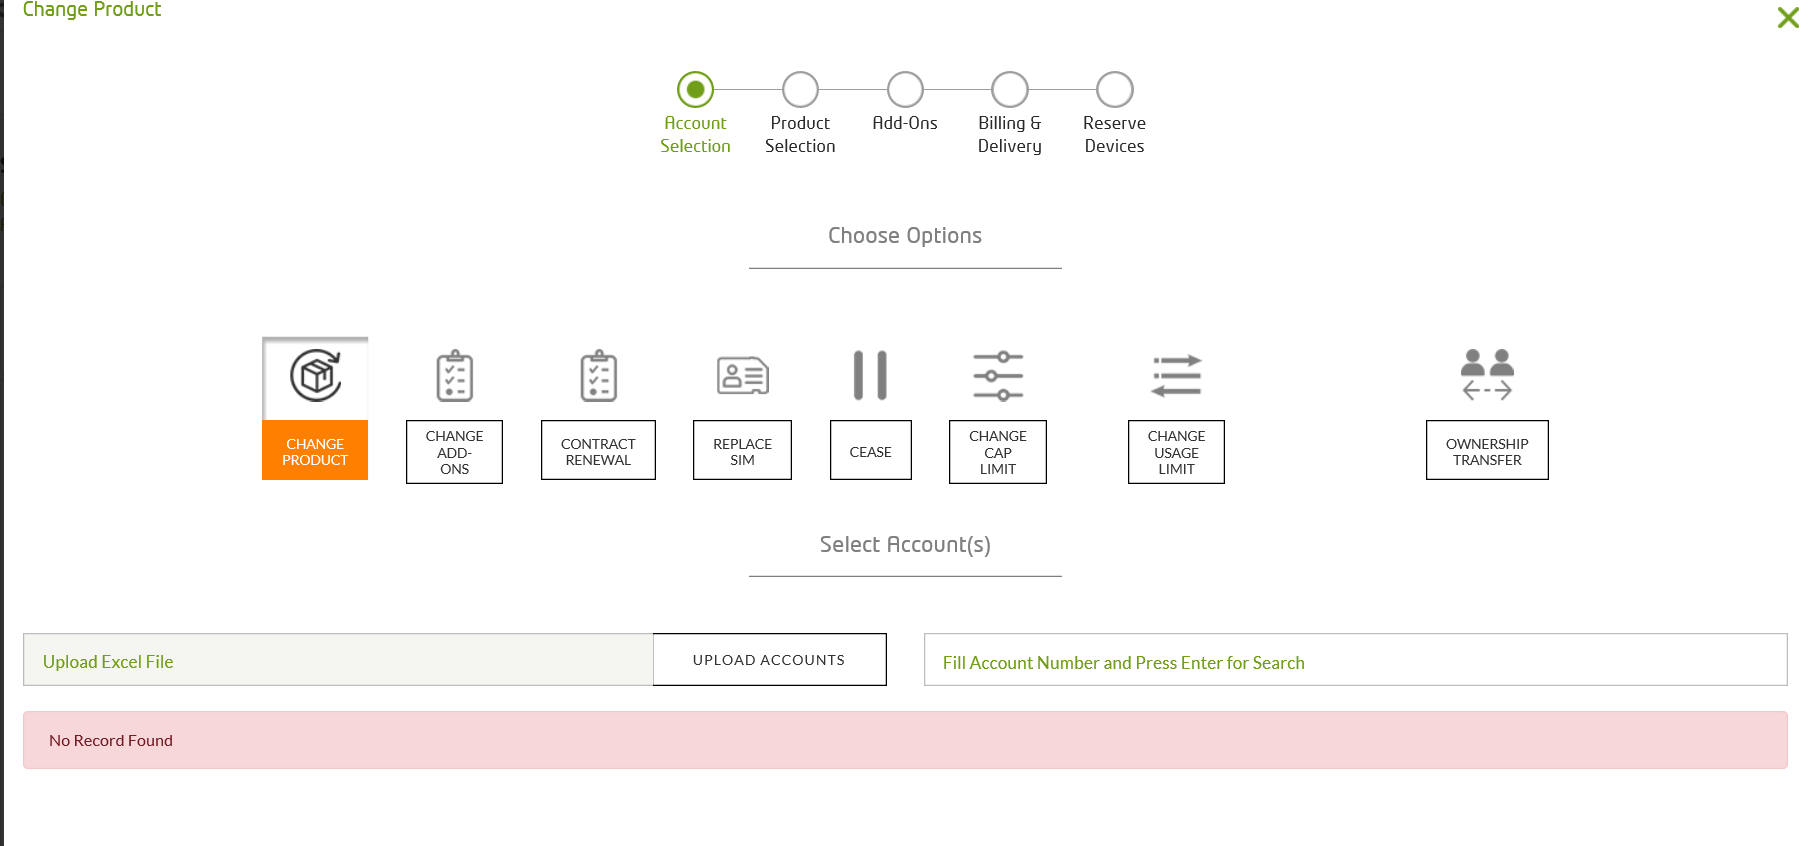 Change Product
Account
Selection
Product
Selection
Add-Ons
Billing &
Delivery
Reserve
Devices
Choose Options
CHANGE
PRODUCT
CHANGE
ADD-
ONS
CONTRACT
RENEWAL
REPLACE
SIM
CEASE
CHANGE
CAP
LIMIT
CHANGE
USAGE
LIMIT
OWNERSHIP
TRANSFER
Select Account(s)
Upload Excel File
UPLOAD ACCOUNTS
Fill Account Number and Press Enter for Search
No Record Found